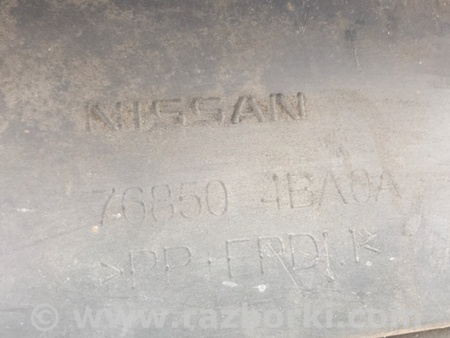 NISSAN
76850 4BA0A
>PP+EPDM<
© www.razborki.com